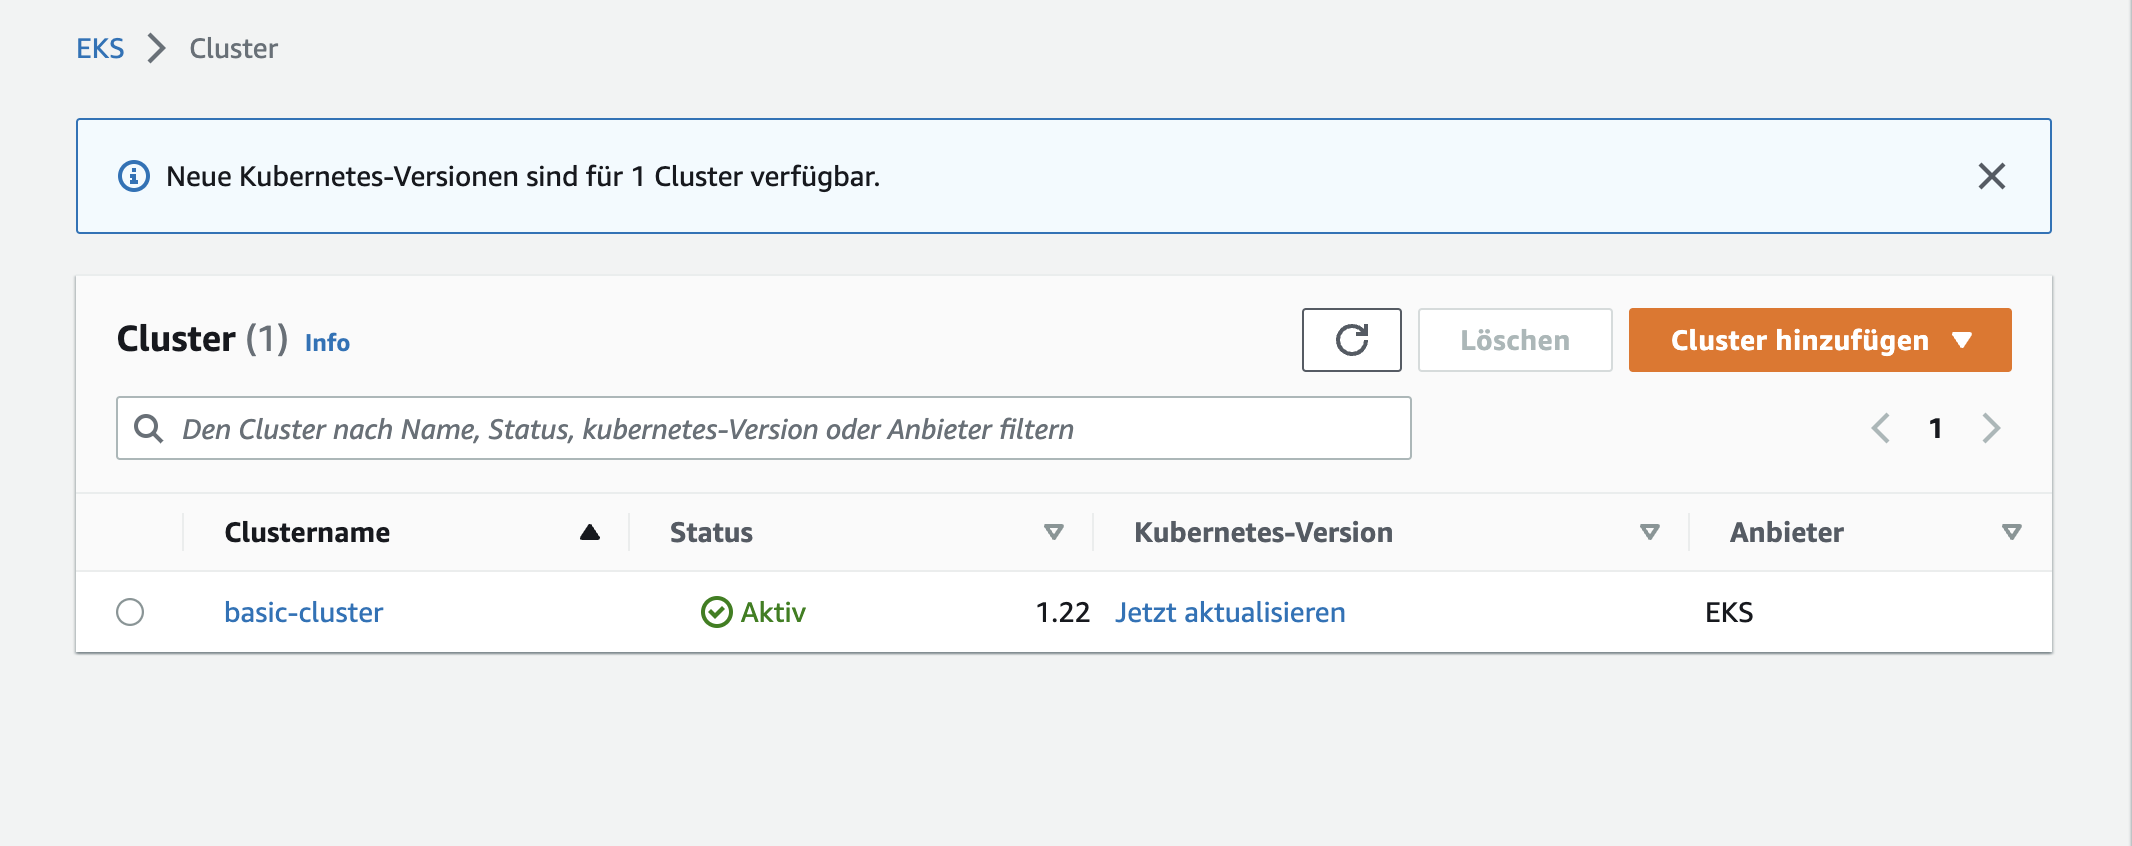 EKS Cluster
Neue Kubernetes-Versionen sind für 1 Cluster verfügbar.
Cluster (1) Info Löschen Cluster hinzufügen
Den Cluster nach Name, Status, kubernetes-Version oder Anbieter filtern 1
Clustername Status Kubernetes-Version Anbieter
basic-cluster Aktiv 1.22 Jetzt aktualisieren EKS